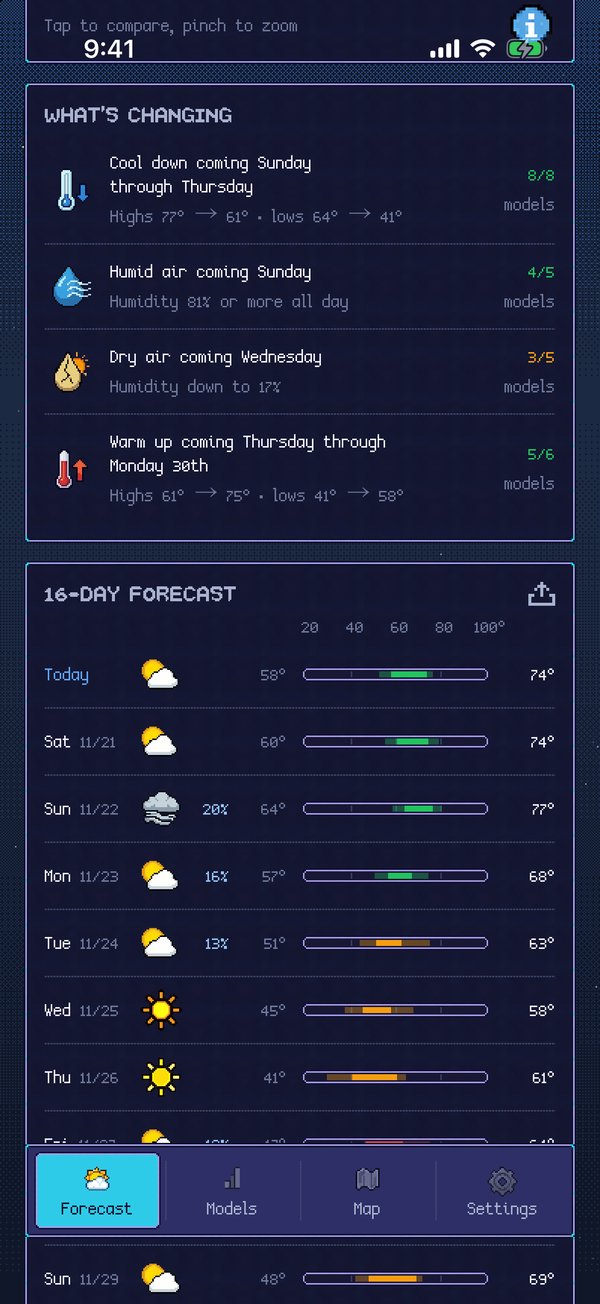 Tap to compare, pinch to zoom
9:41
WHAT'S CHANGING
Cool down coming Sunday
through Thursday
Highs 77° → 61° · lows 64° → 41°
8/8
models
Humid air coming Sunday
Humidity 81% or more all day
4/5
models
Dry air coming Wednesday
Humidity down to 17%
3/5
models
Warm up coming Thursday through
Monday 30th
Highs 61° → 75° · lows 41° → 58°
5/6
models
16-DAY FORECAST
20 40 60 80 100°
Today 58° 74°
Sat 11/21 60° 74°
Sun 11/22 20% 64° 77°
Mon 11/23 16% 57° 68°
Tue 11/24 13% 51° 63°
Wed 11/25 45° 58°
Thu 11/26 41° 61°
Forecast Models Map Settings
Sun 11/29 48° 69°